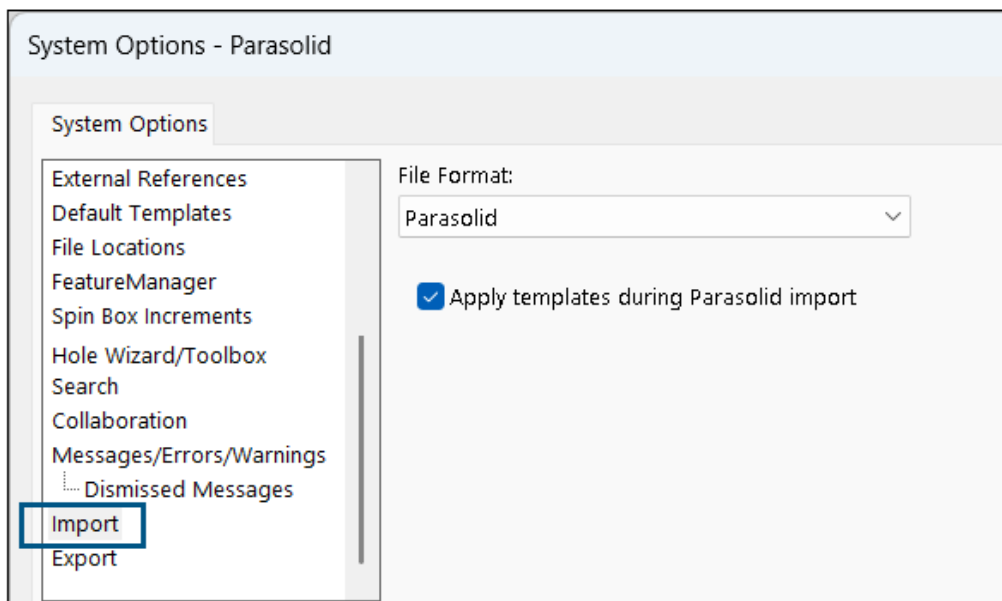 System Options - Parasolid
System Options
External References
Default Templates
File Locations
FeatureManager
Spin Box Increments
Hole Wizard/Toolbox
Search
Collaboration
Messages/Errors/Warnings
Dismissed Messages
Import
Export
File Format:
Parasolid
Apply templates during Parasolid import